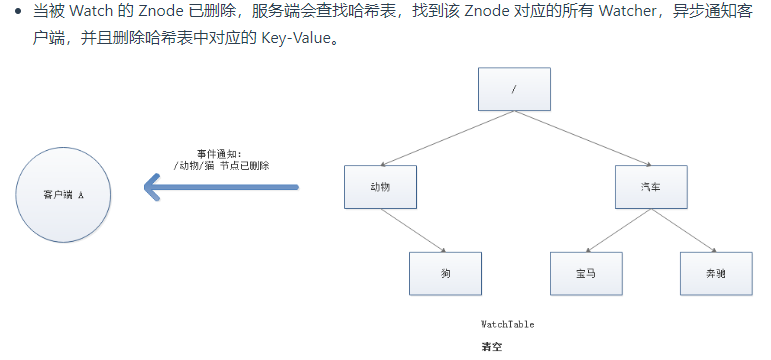 当被 Watch 的 Znode 已删除，服务端会查找哈希表，找到该 Znode 对应的所有 Watcher，异步通知客
户端，并且删除哈希表中对应的 Key-Value。
/
事件通知：
/动物/猫 节点已删除
客户端 A
动物
汽车
狗
宝马
奔驰
WatchTable
清空